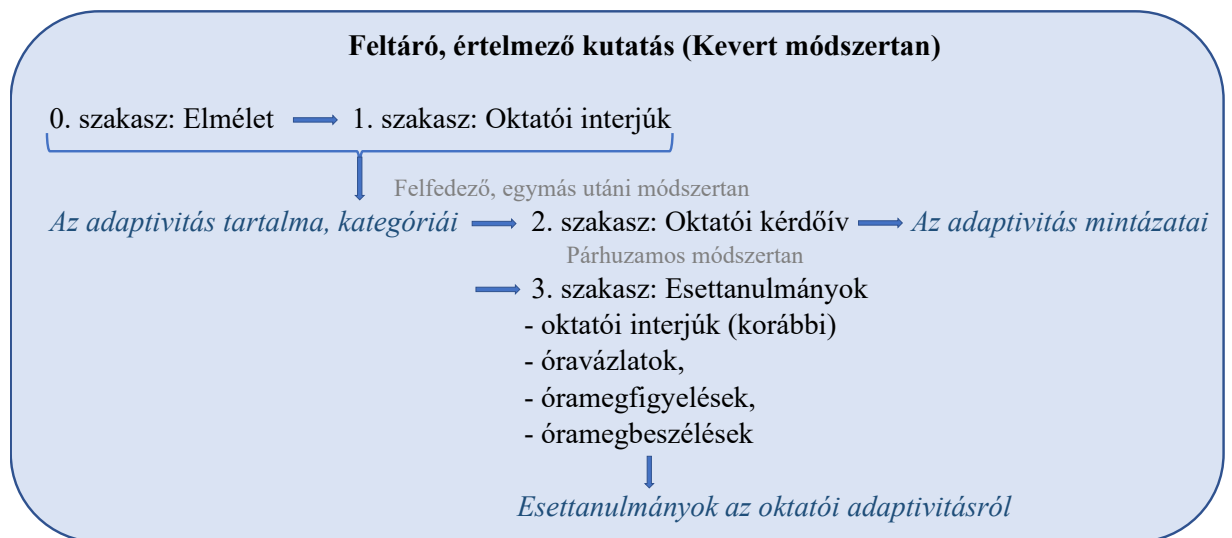 Feltáró, értelmező kutatás (Kevert módszertan)
0. szakasz: Elmélet 1. szakasz: Oktatói interjúk
Felfedező, egymás utáni módszertan
Az adaptivitás tartalma, kategóriái 2. szakasz: Oktatói kérdőív Az adaptivitás mintázatai
Párhuzamos módszertan
3. szakasz: Esettanulmányok
- oktatói interjúk (korábbi)
- óravázlatok,
- óramegfigyelések,
- óramegbeszélések
Esettanulmányok az oktatói adaptivitásról